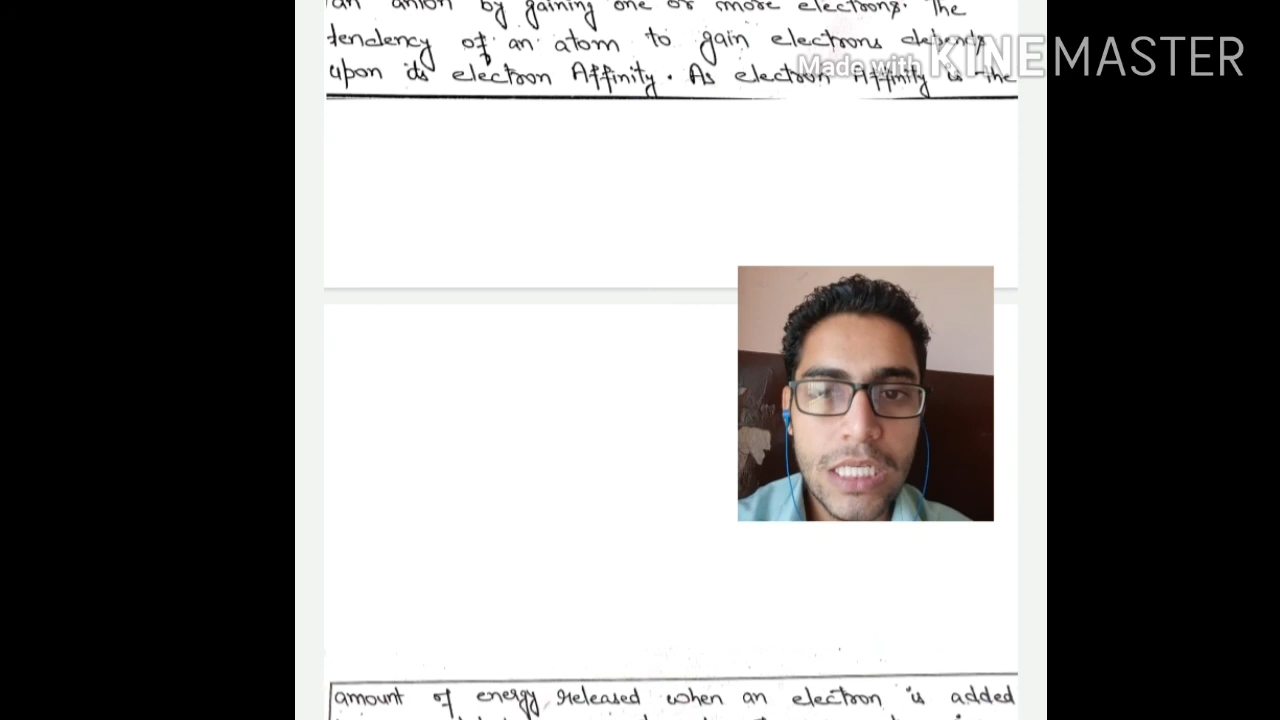 an anion by gaining one or more electrons. The
tendency of an atom to gain electrons depends
Made with KINEMASTER
upon its electron Affinity. As electron Affinity is the
amount of energy released when an electron is added